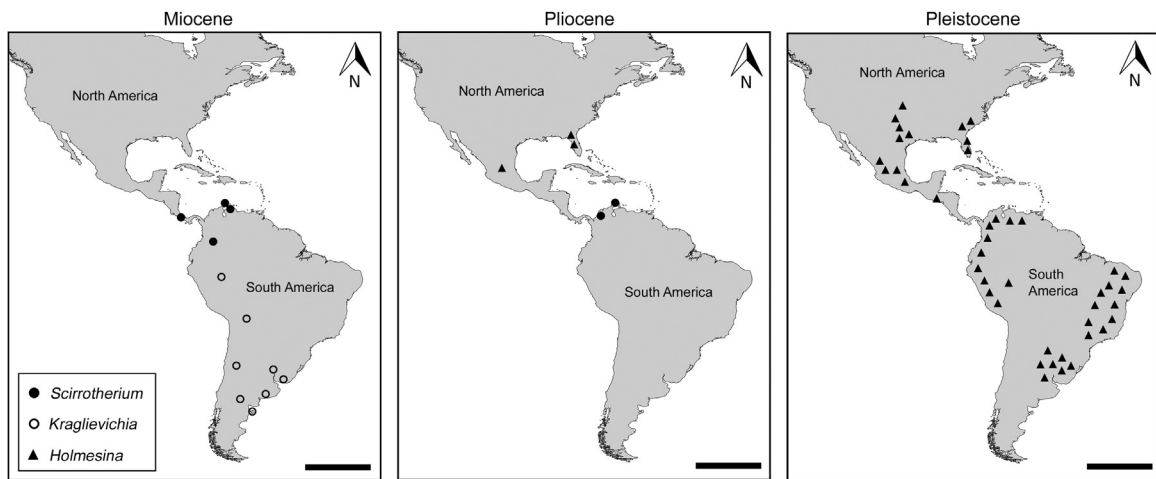 Miocene
North America
N
South America
Scirrotherium
Kraglievichia
Holmesina
Pliocene
North America
N
South America
Pleistocene
North America
N
South
America